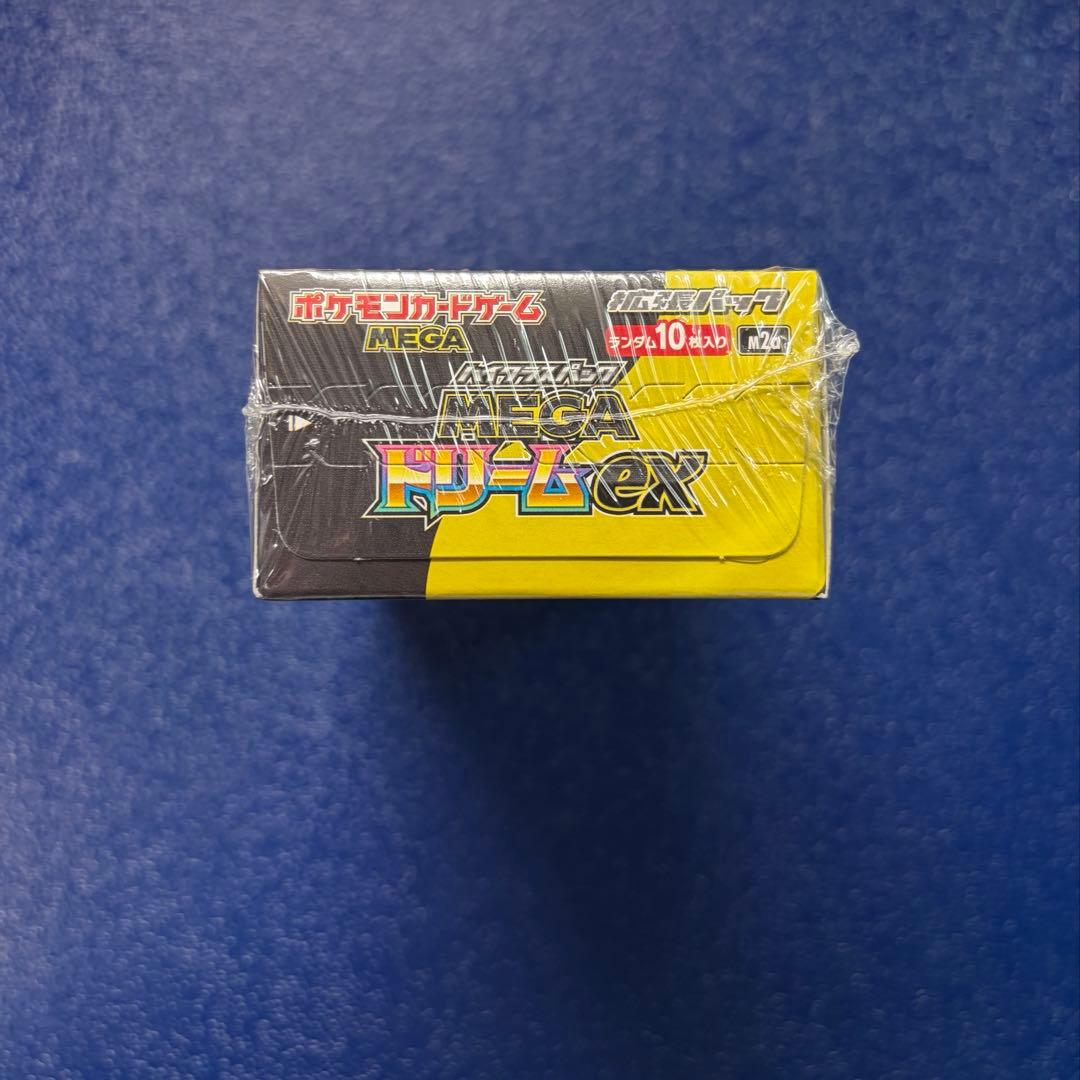 ポケモンカードゲーム
MEGA
拡張パック
ランダム10枚入り
M2a
ハイクラスパック
MEGA
ドリームex